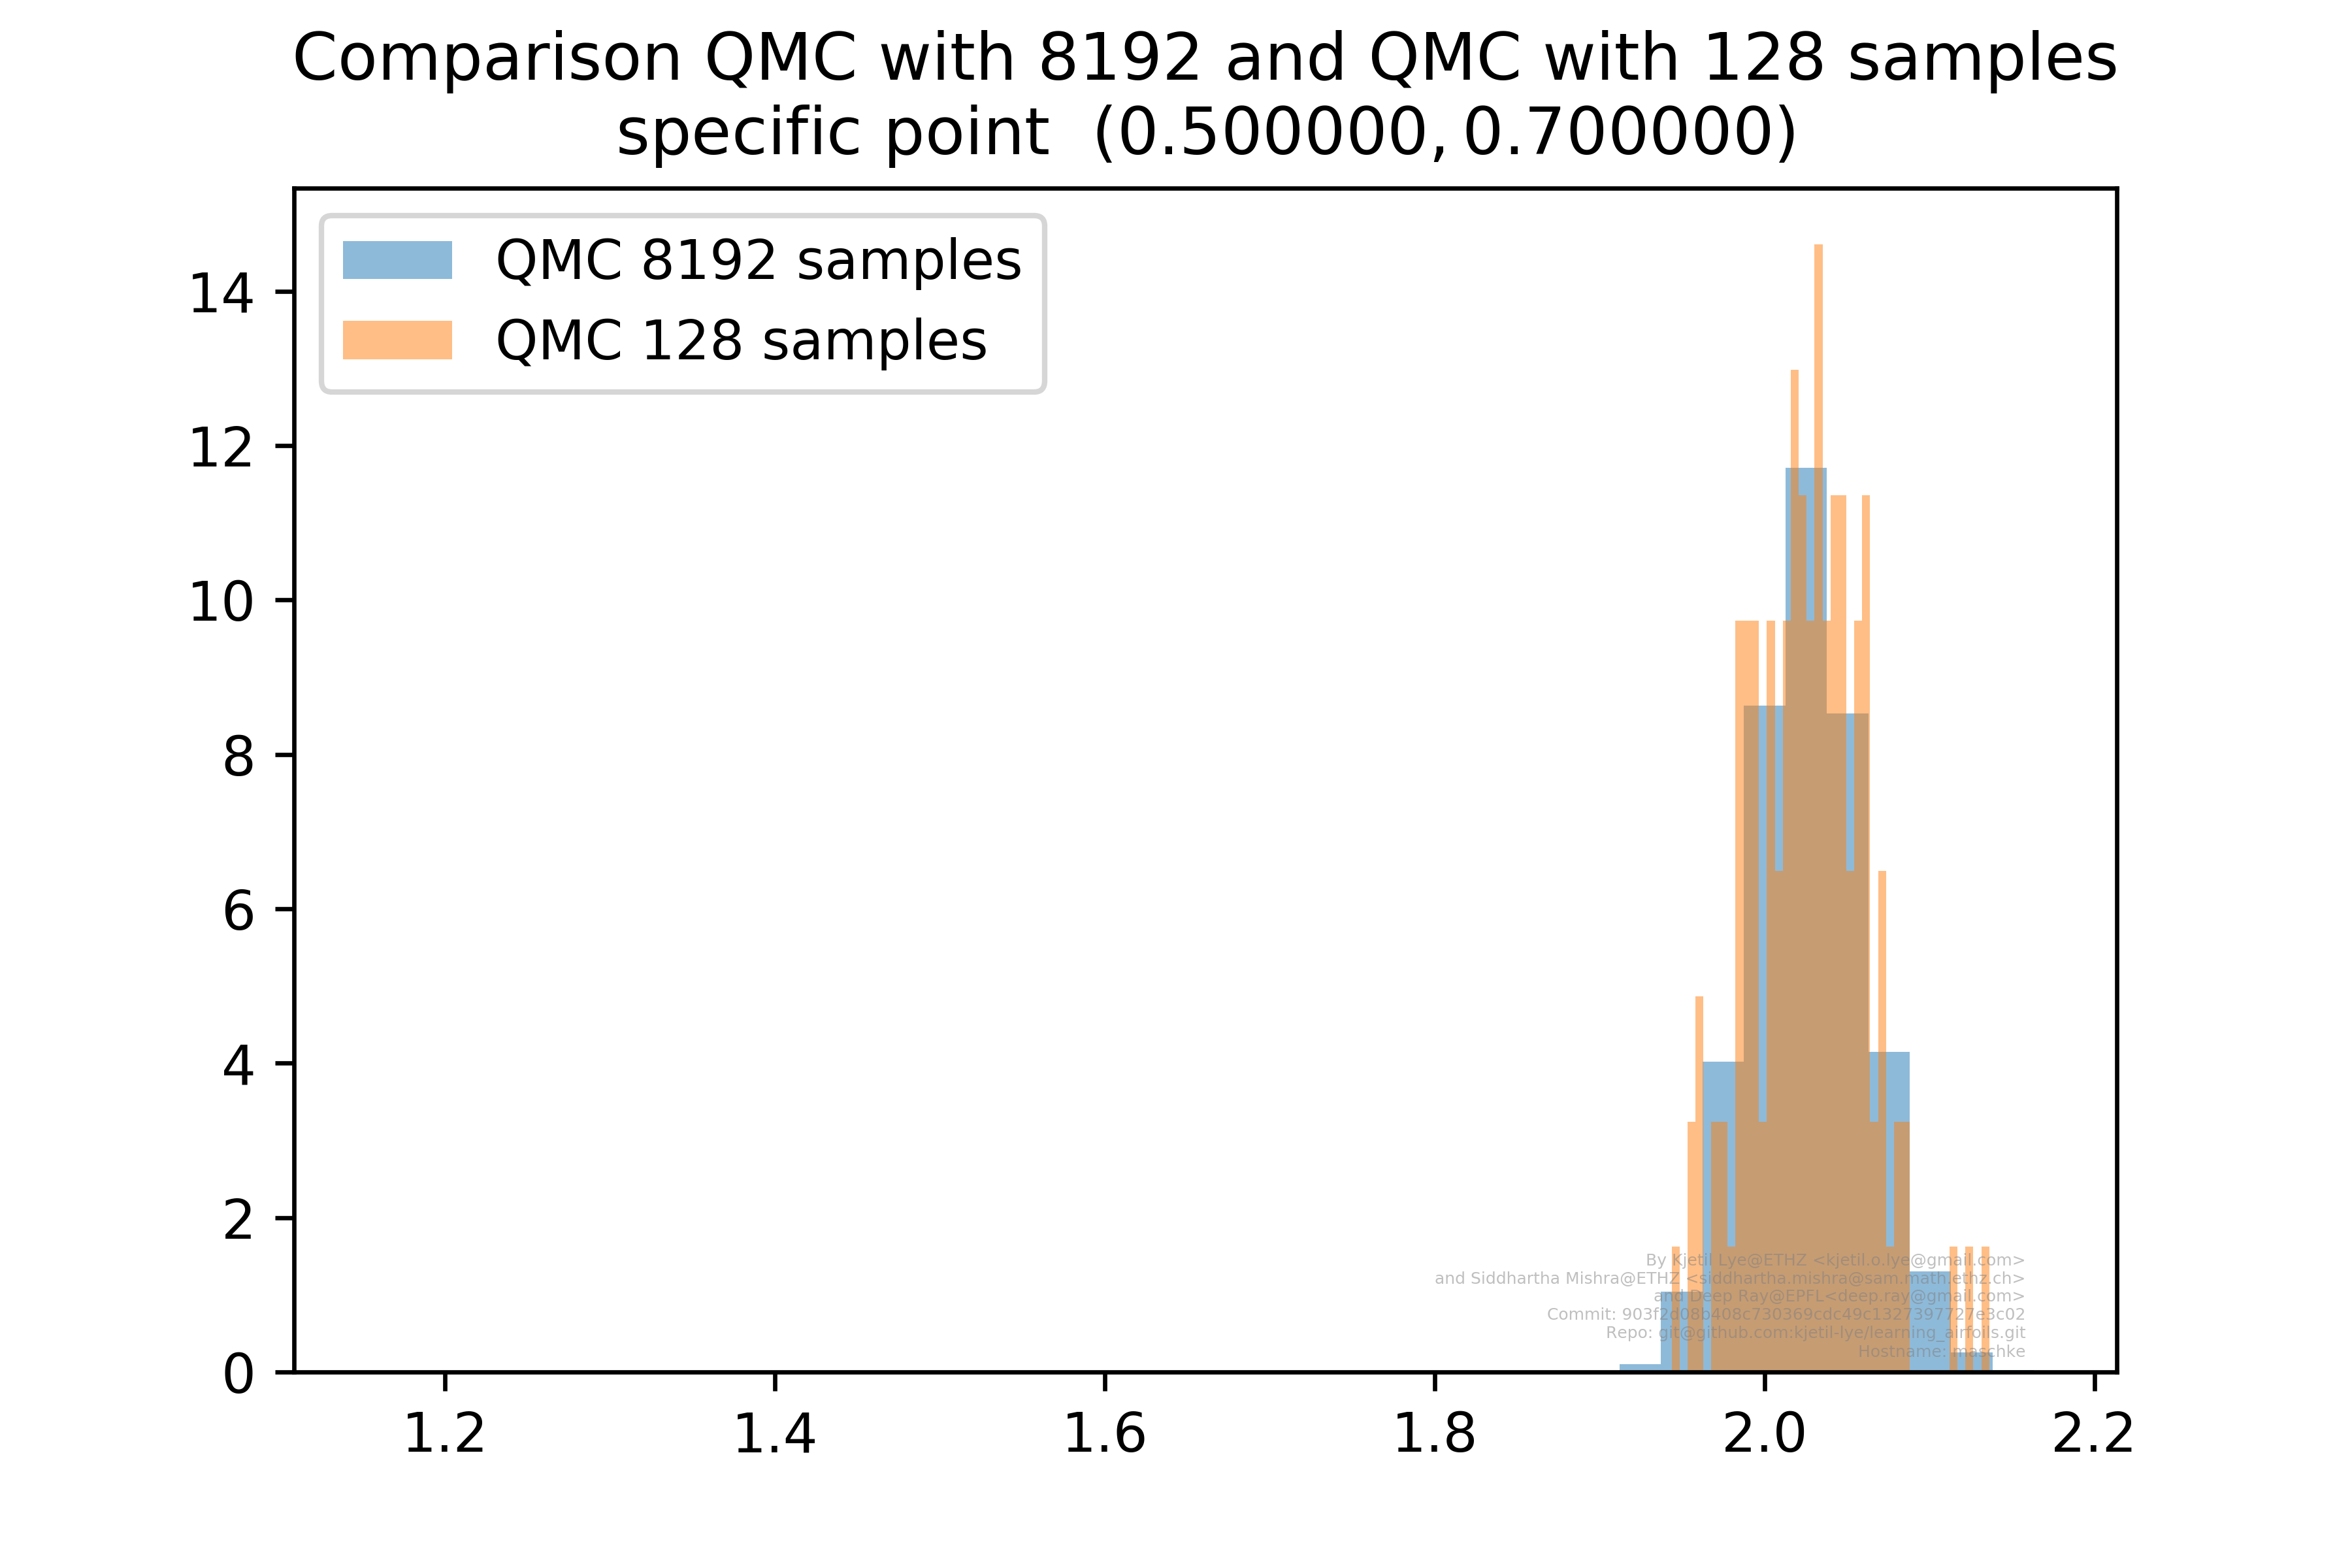 Comparison QMC with 8192 and QMC with 128 samples
specific point (0.500000, 0.700000)
QMC 8192 samples
QMC 128 samples
14
12
10
8
6
4
2
0
1.2 1.4 1.6 1.8 2.0 2.2
By Kjetil Lye@ETHZ <kjetil.o.lye@gmail.com>
and Siddhartha Mishra@ETHZ <siddhartha.mishra@sam.math.ethz.ch>
and Deep Ray@EPFL<deep.ray@gmail.com>
Commit: 903f2d08b408c730369cdc49c1327397727e3c02
Repo: git@github.com:kjetil-lye/learning_airfoils.git
Hostname: maschke